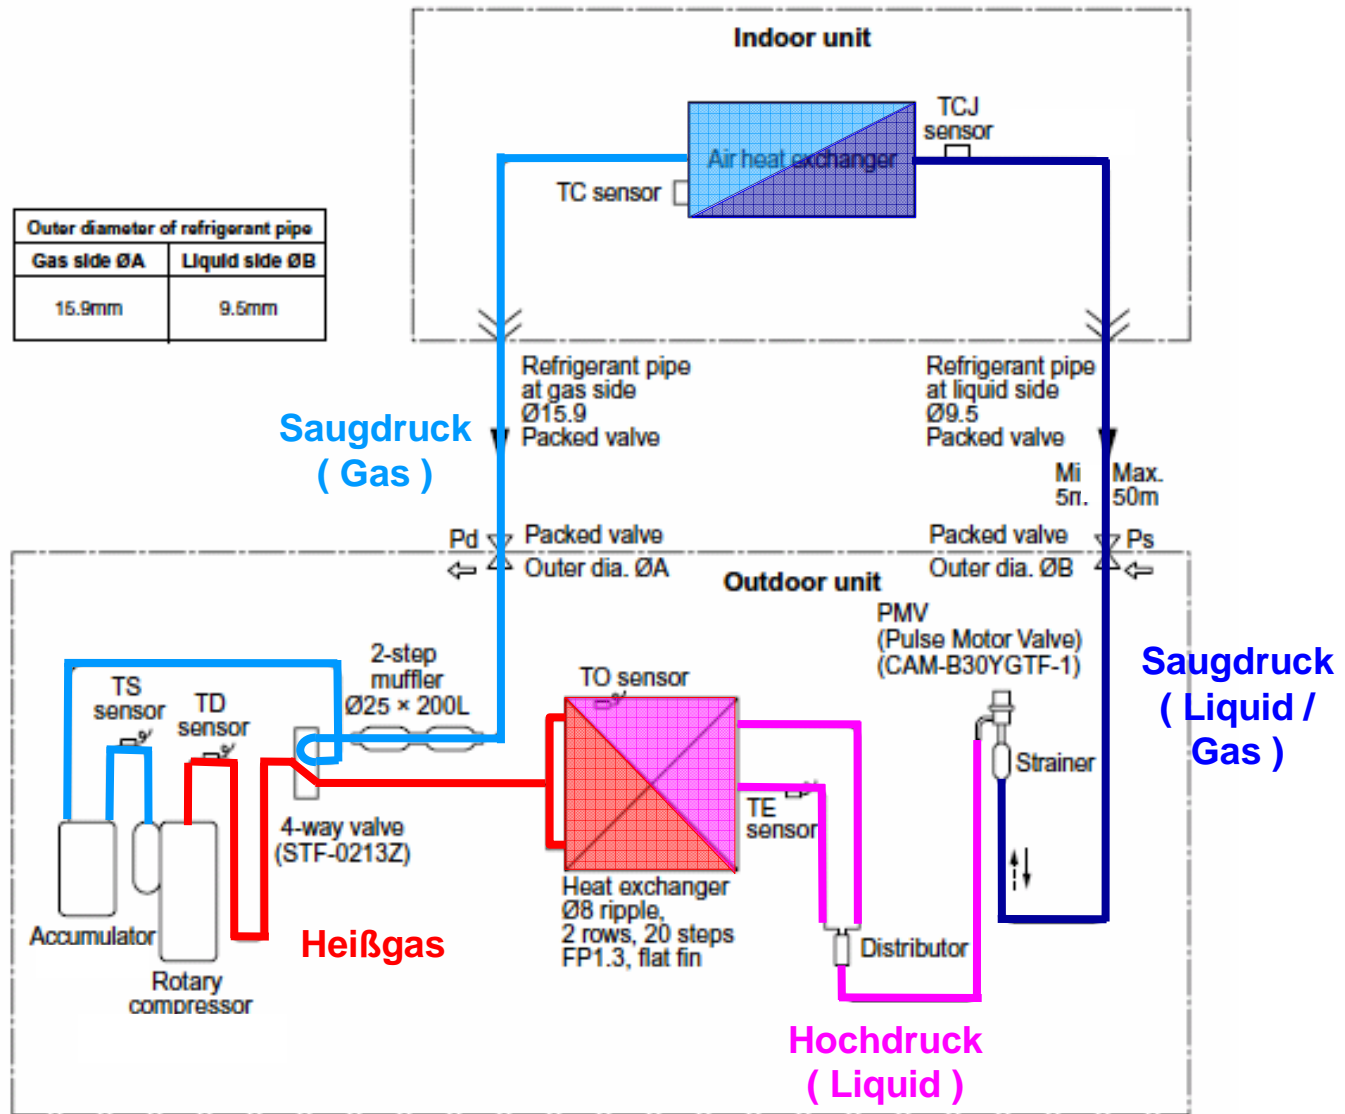 Indoor unit
TCJ
sensor
Air heat exchanger
TC sensor
Outer diameter of refrigerant pipe
Gas side ØA
Liquid side ØB
15.9mm
9.5mm
Refrigerant pipe
at gas side
Ø15.9
Packed valve
Refrigerant pipe
at liquid side
Ø9.5
Packed valve
Saugdruck
( Gas )
Mi
5m.
Max.
50m
Pd
Packed valve
Outer dia. ØA
Packed valve
Outer dia. ØB
Ps
Outdoor unit
PMV
(Pulse Motor Valve)
(CAM-B30YGTF-1)
Saugdruck
( Liquid /
Gas )
2-step
muffler
Ø25 × 200L
TS
sensor
TD
sensor
TO sensor
Strainer
TE
sensor
4-way valve
(STF-0213Z)
Heat exchanger
Ø8 ripple,
2 rows, 20 steps
FP1.3, flat fin
Accumulator
Heißgas
Distributor
Rotary
compressor
Hochdruck
( Liquid )